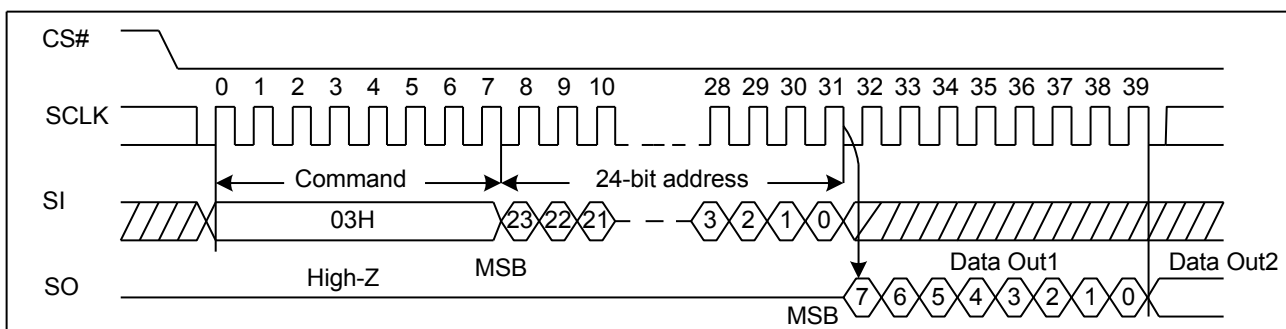 CS#
0 1 2 3 4 5 6 7 8 9 10 28 29 30 31 32 33 34 35 36 37 38 39
SCLK
Command 24-bit address
SI
03H 23 22 21 3 2 1 0
MSB
High-Z
Data Out1 Data Out2
SO
7 6 5 4 3 2 1 0
MSB